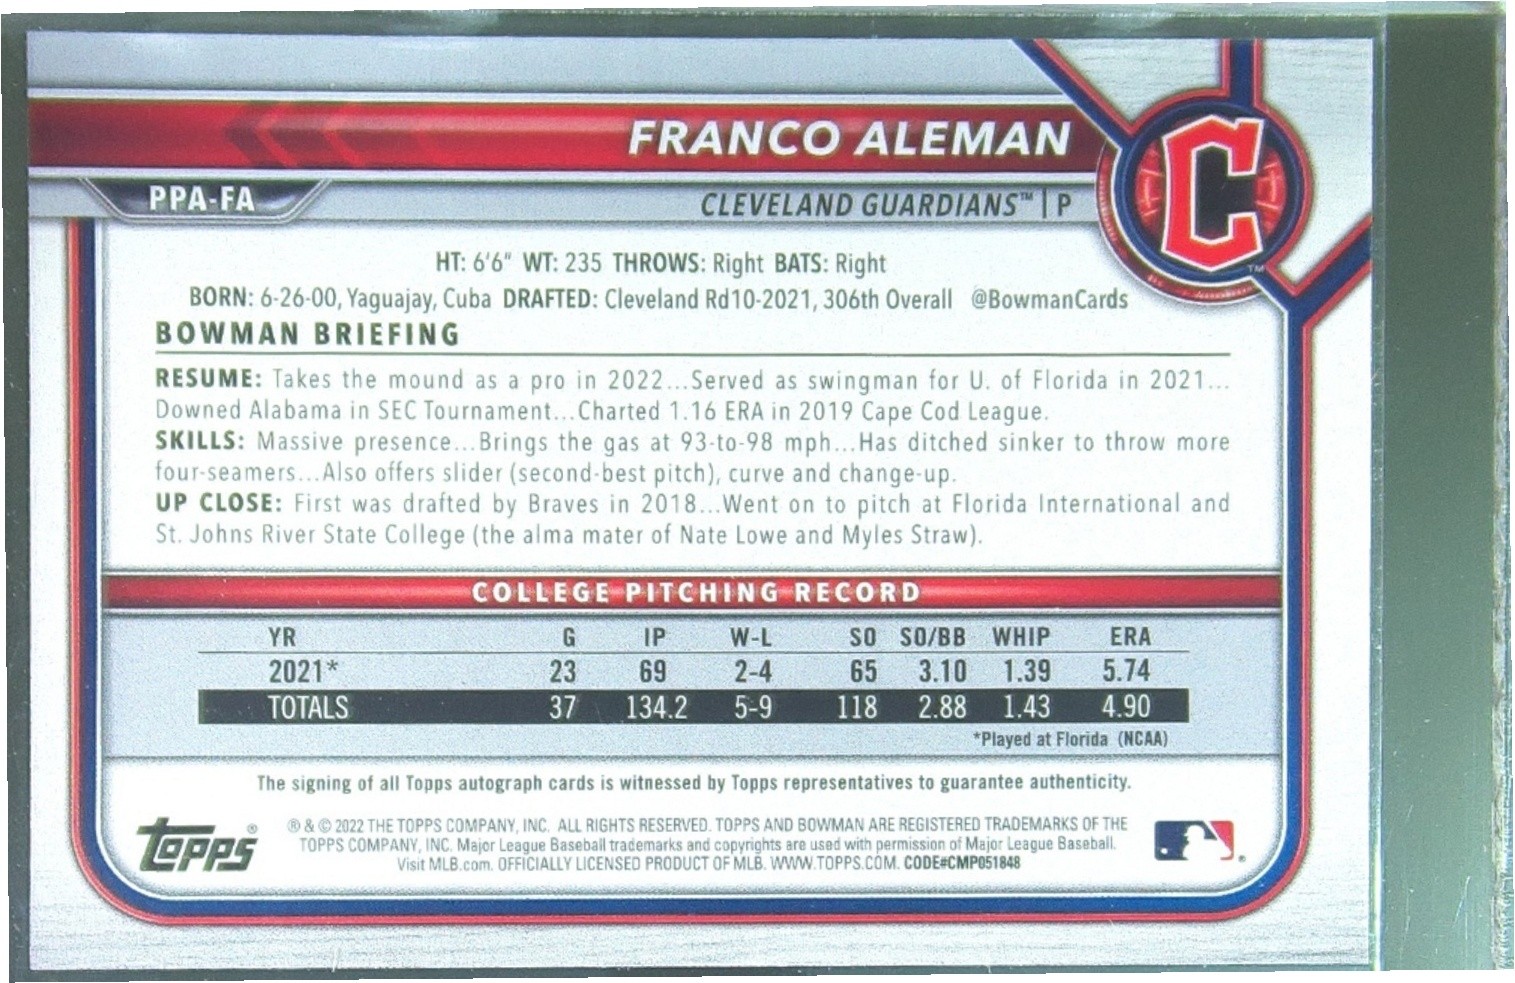 FRANCO ALEMAN
PPA-FA
CLEVELAND GUARDIANS™ | P
C
™
HT: 6'6" WT: 235 THROWS: Right BATS: Right
BORN: 6-26-00, Yaguajay, Cuba DRAFTED: Cleveland Rd10-2021, 306th Overall @BowmanCards
BOWMAN BRIEFING
RESUME: Takes the mound as a pro in 2022...Served as swingman for U. of Florida in 2021...
Downed Alabama in SEC Tournament...Charted 1.16 ERA in 2019 Cape Cod League.
SKILLS: Massive presence...Brings the gas at 93-to-98 mph...Has ditched sinker to throw more
four-seamers...Also offers slider (second-best pitch), curve and change-up.
UP CLOSE: First was drafted by Braves in 2018...Went on to pitch at Florida International and
St. Johns River State College (the alma mater of Nate Lowe and Myles Straw).
COLLEGE PITCHING RECORD
YR G IP W-L SO SO/BB WHIP ERA
2021* 23 69 2-4 65 3.10 1.39 5.74
TOTALS 37 134.2 5-9 118 2.88 1.43 4.90
*Played at Florida (NCAA)
The signing of all Topps autograph cards is witnessed by Topps representatives to guarantee authenticity.
Topps®
® & © 2022 THE TOPPS COMPANY, INC. ALL RIGHTS RESERVED. TOPPS AND BOWMAN ARE REGISTERED TRADEMARKS OF THE
TOPPS COMPANY, INC. Major League Baseball trademarks and copyrights are used with permission of Major League Baseball.
Visit MLB.com. OFFICIALLY LICENSED PRODUCT OF MLB. WWW.TOPPS.COM. CODE#CMP051848
®